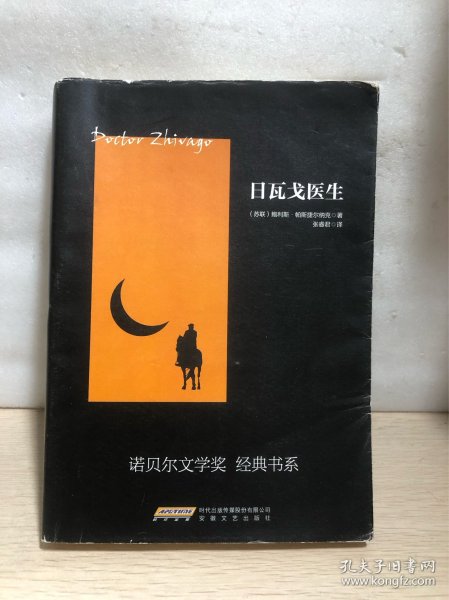 Doctor Zhivago
日瓦戈医生
（苏联）鲍利斯·帕斯捷尔纳克◎著
张睿君◎译
诺贝尔文学奖 经典书系
时代出版传媒股份有限公司
安徽文艺出版社
孔夫子旧书网
www.kongfz.com